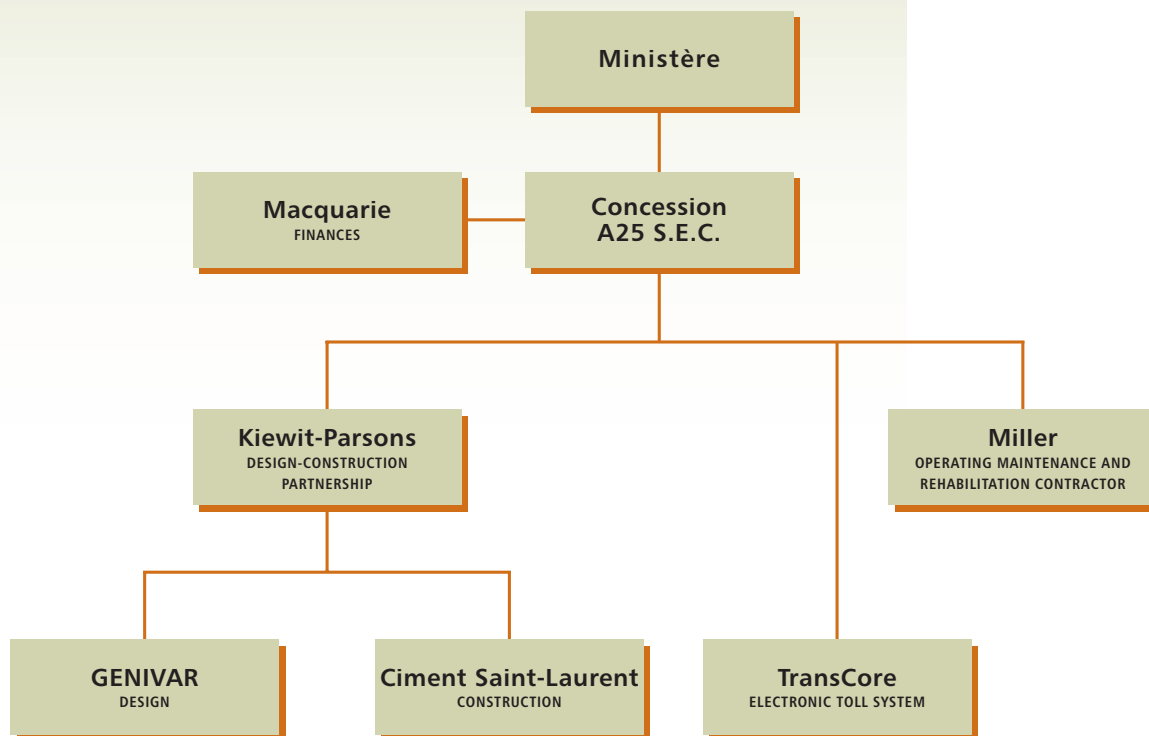 Ministère
Macquarie
FINANCES
Concession
A25 S.E.C.
Kiewit-Parsons
DESIGN-CONSTRUCTION
PARTNERSHIP
Miller
OPERATING MAINTENANCE AND
REHABILITATION CONTRACTOR
GENIVAR
DESIGN
Ciment Saint-Laurent
CONSTRUCTION
TransCore
ELECTRONIC TOLL SYSTEM